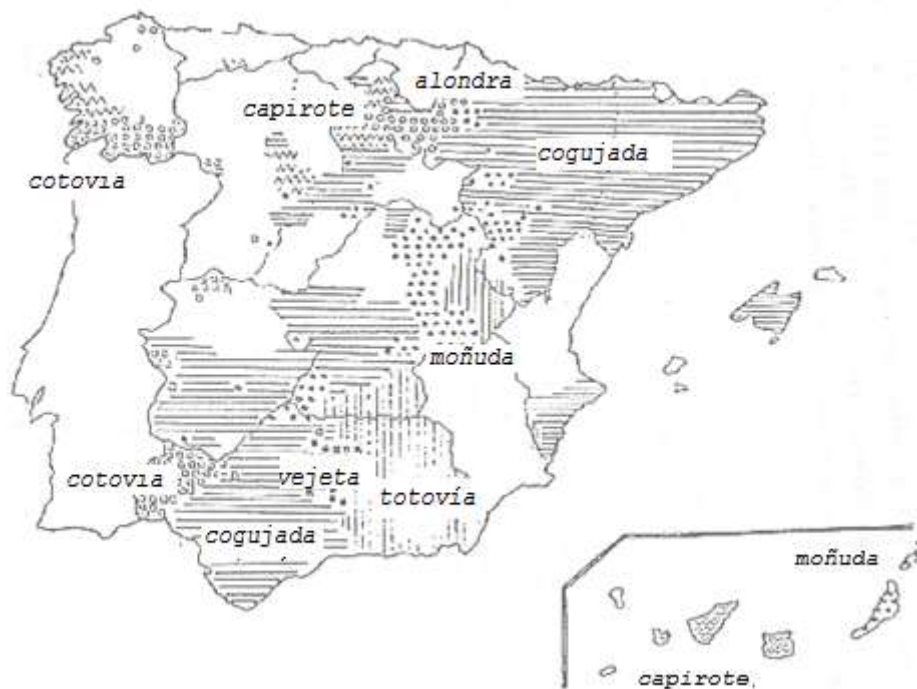 alondra
capirote
cogujada
cotovia
moñuda
cotovia
vejeta
totovía
cogujada
moñuda
capirote.